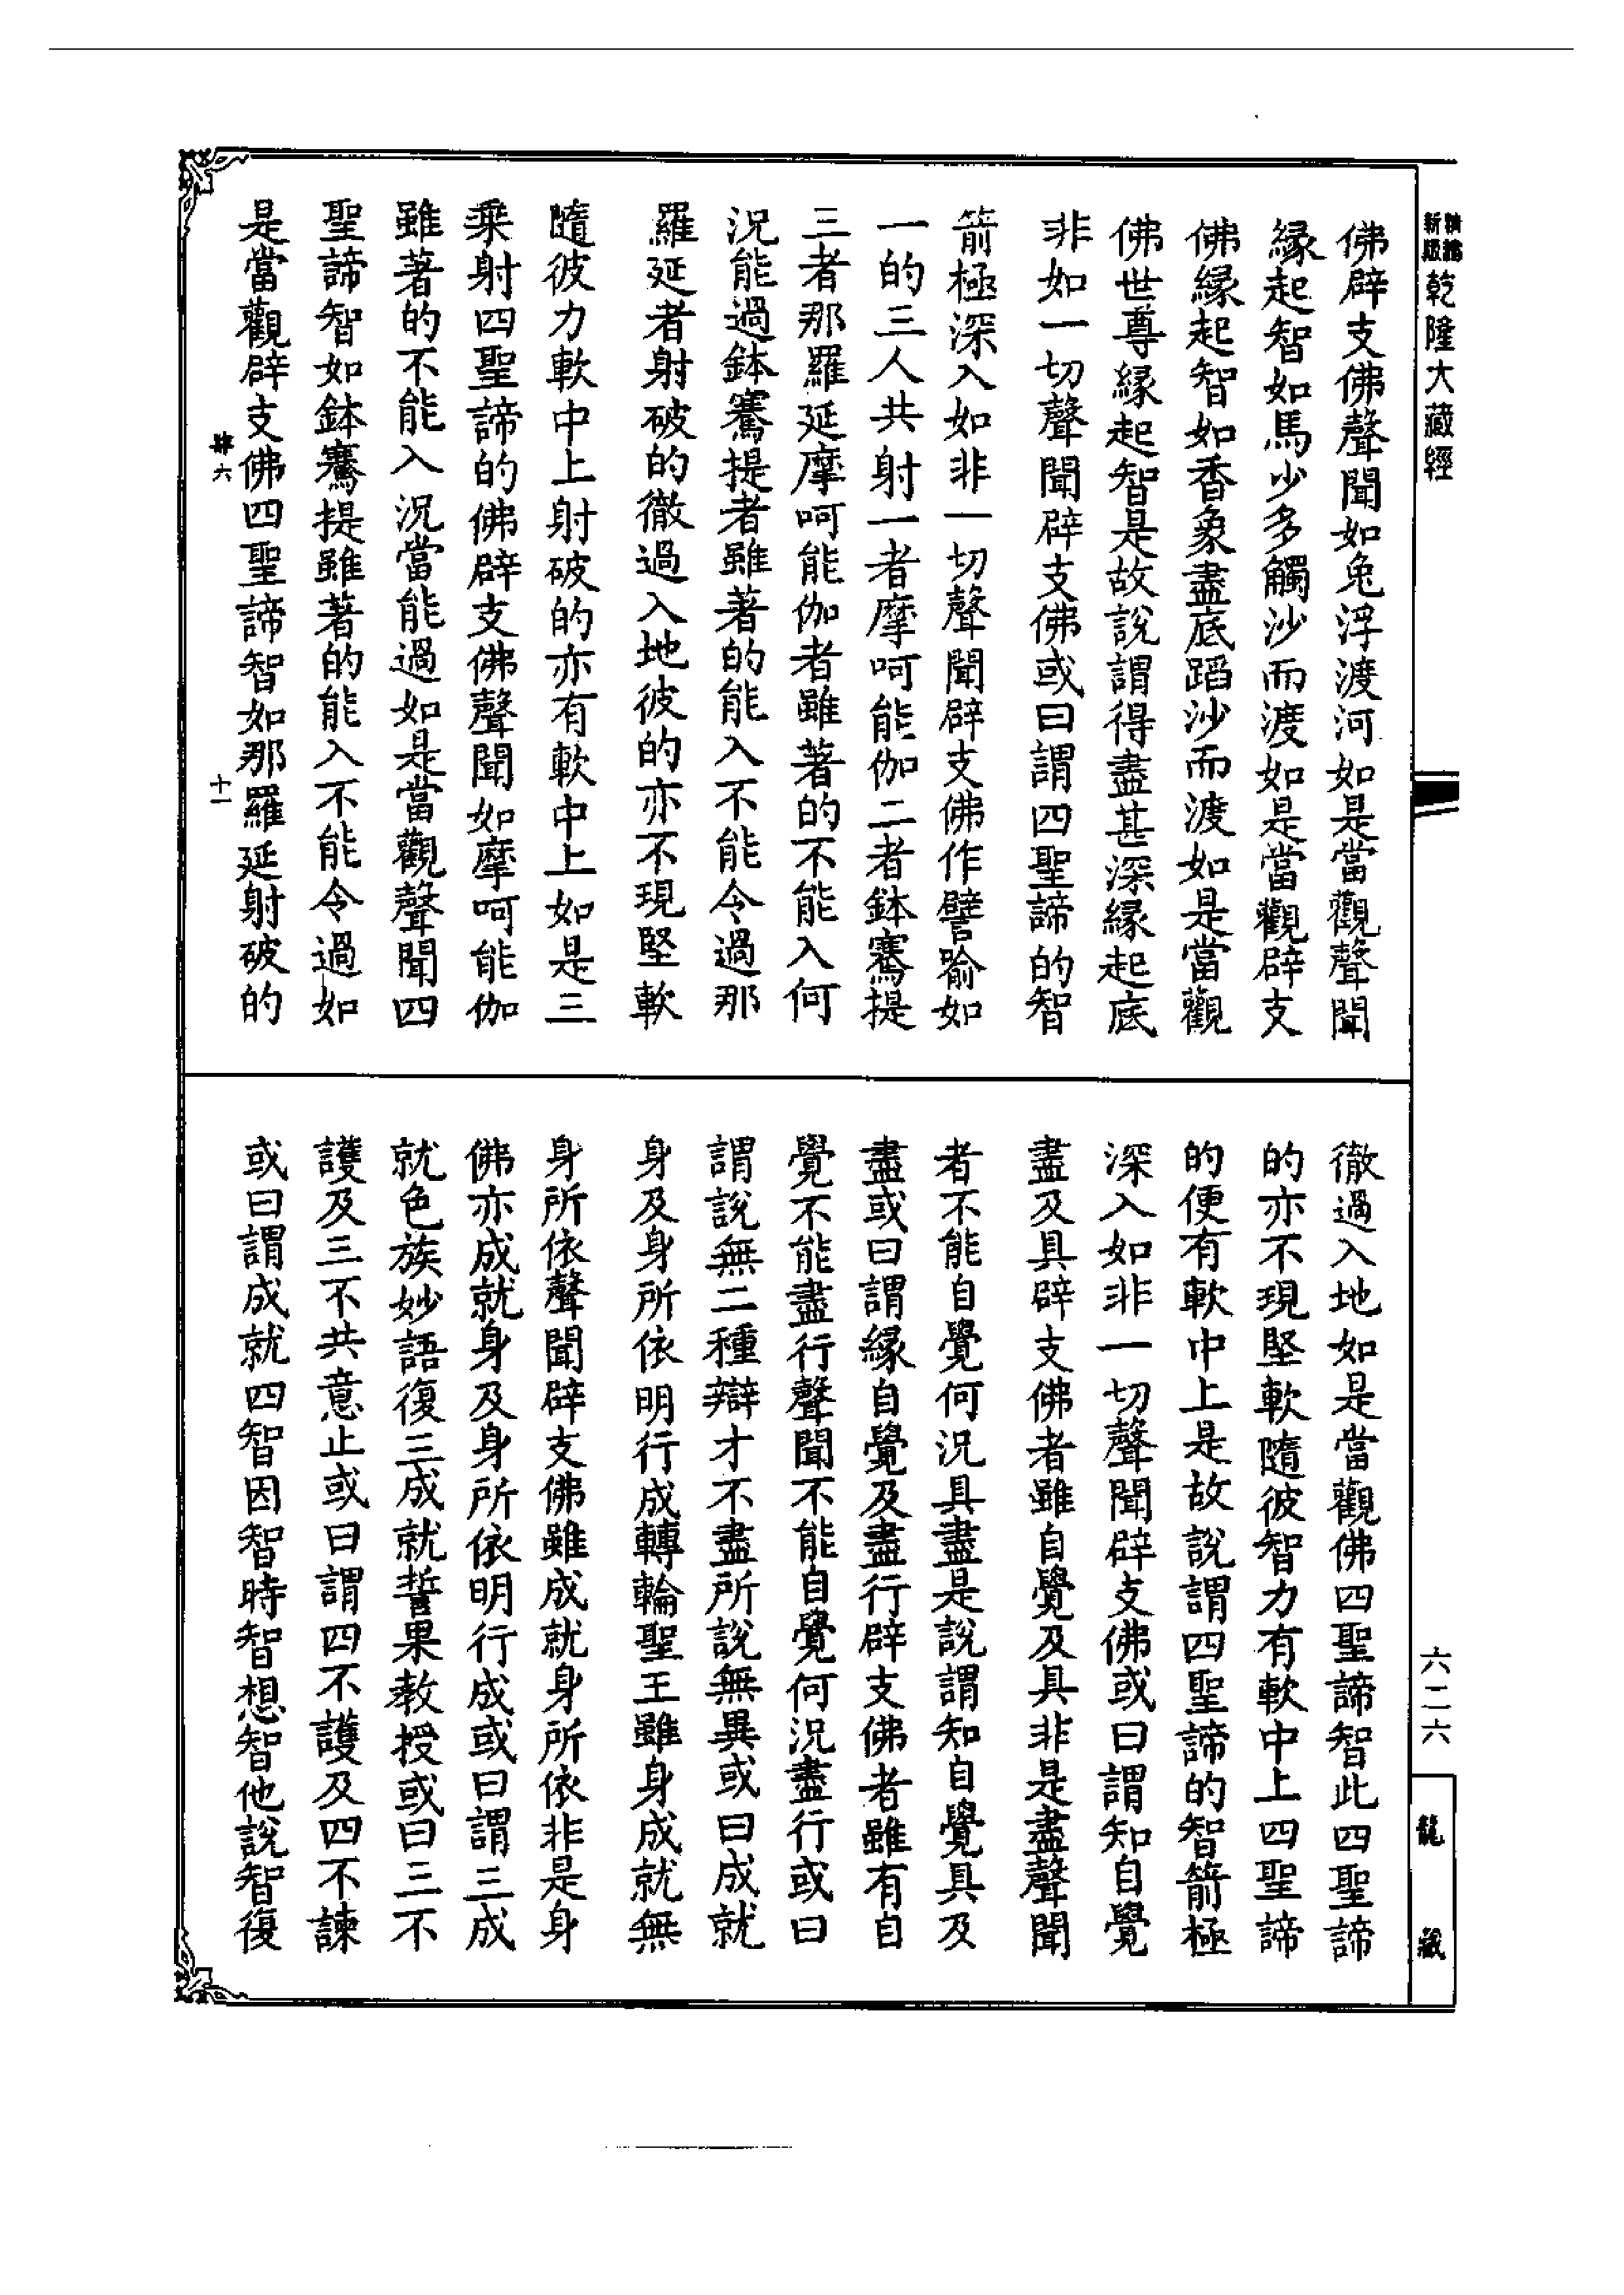 新版
乾隆大藏經
佛辟支佛聲聞如兔浮渡河如是當觀聲聞
緣起智如馬少多觸沙而渡如是當觀辟支
佛緣起智如香象盡底蹈沙而渡如是當觀
佛世尊緣起智是故說謂得盡甚深緣起底
非如一切聲聞辟支佛或曰謂四聖諦的智
箭極深入如非一切聲聞辟支佛作譬喻如
一的三人共射一者摩呵能伽二者鉢騫提
三者那羅延摩呵能伽者雖著的不能入何
況能過鉢騫提者雖著的能入不能令過那
羅延者射破的徹過入地彼的亦不現堅軟
隨彼力軟中上射破的亦有軟中上如是三
乘射四聖諦的佛辟支佛聲聞如摩呵能伽
雖著的不能入況當能過如是當觀聲聞四
聖諦智如鉢騫提雖著的能入不能令過如
是當觀辟支佛四聖諦智如那羅延射破的
肆六 十一
徹過入地如是當觀佛四聖諦智此四聖諦
的亦不現堅軟隨彼智力有軟中上四聖諦
的便有軟中上是故說謂四聖諦的智箭極
深入如非一切聲聞辟支佛或曰謂知自覺
盡及具辟支佛者雖自覺及具非是盡聲聞
者不能自覺何況具盡是說謂知自覺具及
盡或曰謂緣自覺及盡行辟支佛者雖有自
覺不能盡行聲聞不能自覺何況盡行或曰
謂說無二種辯才不盡所說無異或曰成就
身及身所依明行成轉輪聖王雖身成就無
身所依聲聞辟支佛雖成就身所依非是身
佛亦成就身及身所依明行成或曰謂三成
就色族妙語復三成就誓果教授或曰三不
護及三不共意止或曰謂四不護及四不諫
或曰謂成就四智因智時智想智他說智復
六二六
龍藏